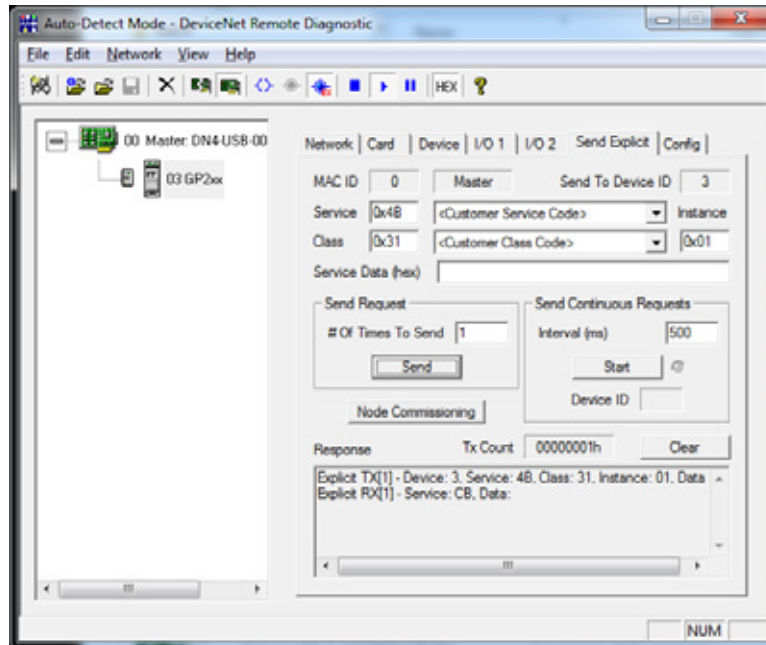 Auto-Detect Mode - DeviceNet Remote Diagnostic
File Edit Network View Help
HEX
00 Master: DN4-USB-00
03 GP2xx
Network Card Device I/O 1 I/O 2 Send Explicit Config
MAC ID 0 Master Send To Device ID 3
Service 0x4B <Customer Service Code> Instance
Class 0x31 <Customer Class Code> 0x01
Service Data (hex)
Send Request Send Continuous Requests
# Of Times To Send 1 Interval (ms) 500
Send Start
Node Commissioning Device ID
Response Tx Count 00000001h Clear
Explicit TX[1] - Device: 3, Service: 4B, Class: 31, Instance: 01, Data
Explicit RX[1] - Service: CB, Data:
NUM